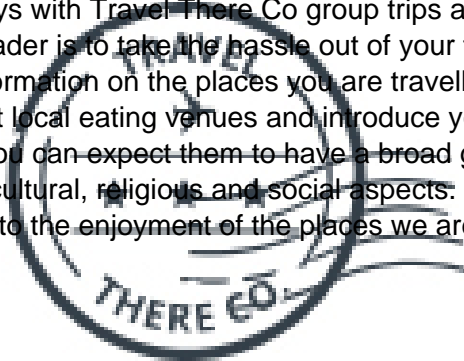 ys with Travel There Co group trips a
ader is to take the hassle out of your
TRAVEL
ormation on the places you are travell
t local eating venues and introduce y
ou can expect them to have a broad g
cultural, religious and social aspects.
to the enjoyment of the places we are
THERE CO.